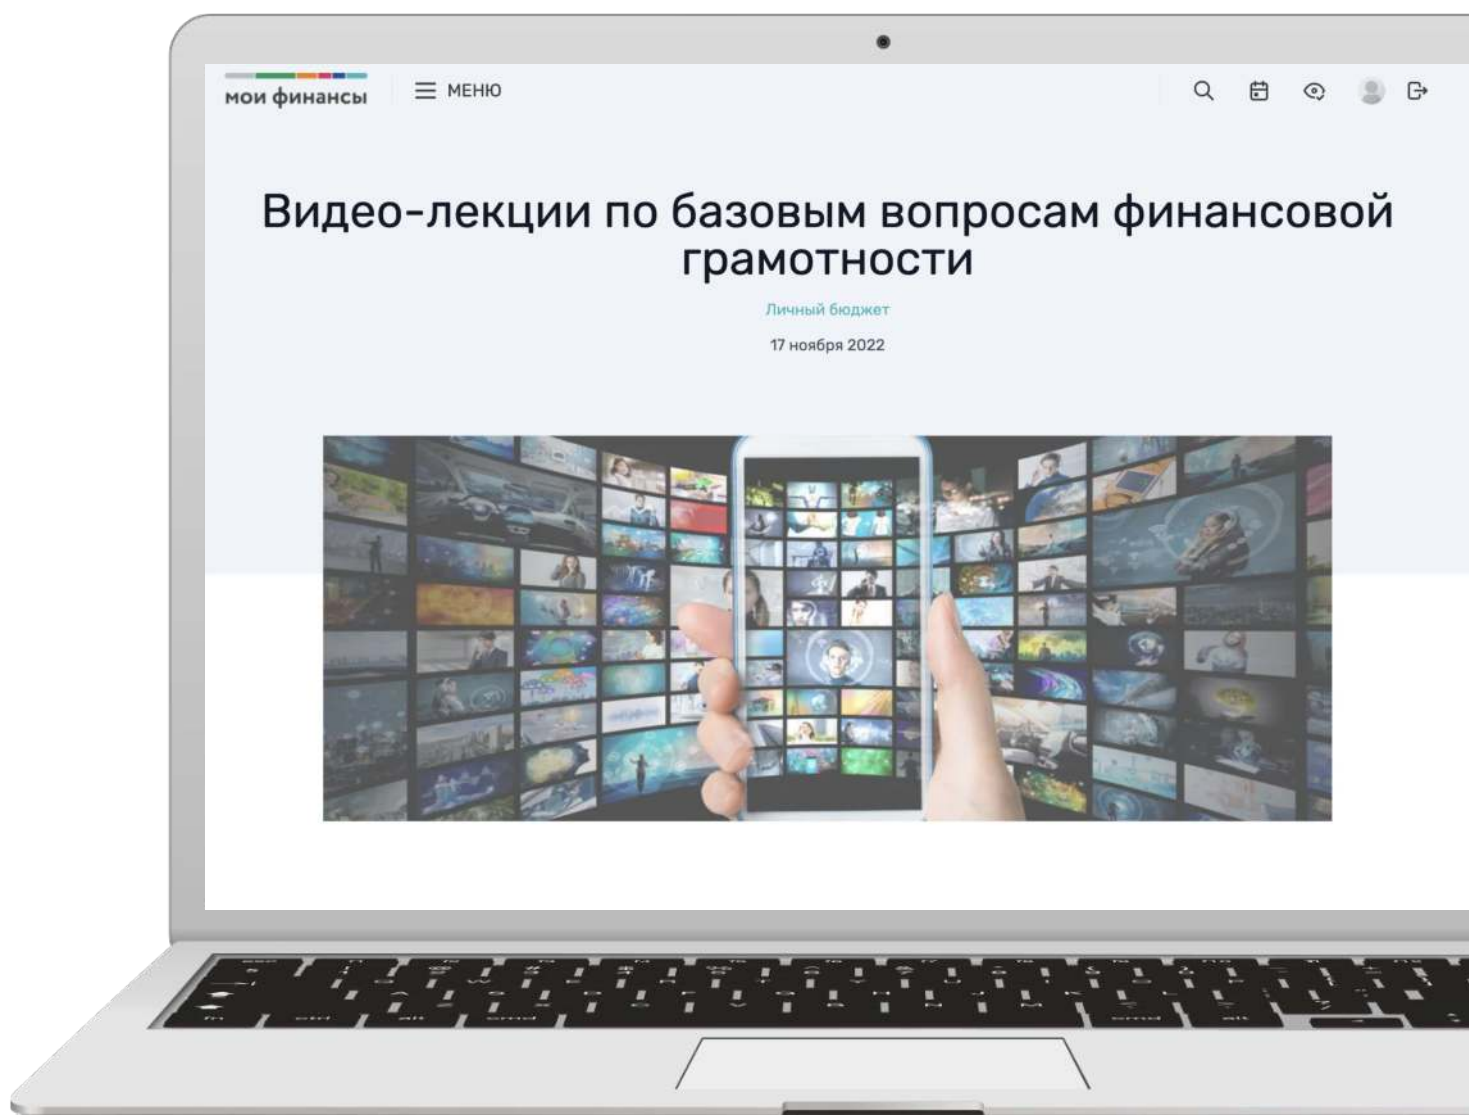 мои финансы
МЕНЮ
Видео-лекции по базовым вопросам финансовой
грамотности
Личный бюджет
17 ноября 2022